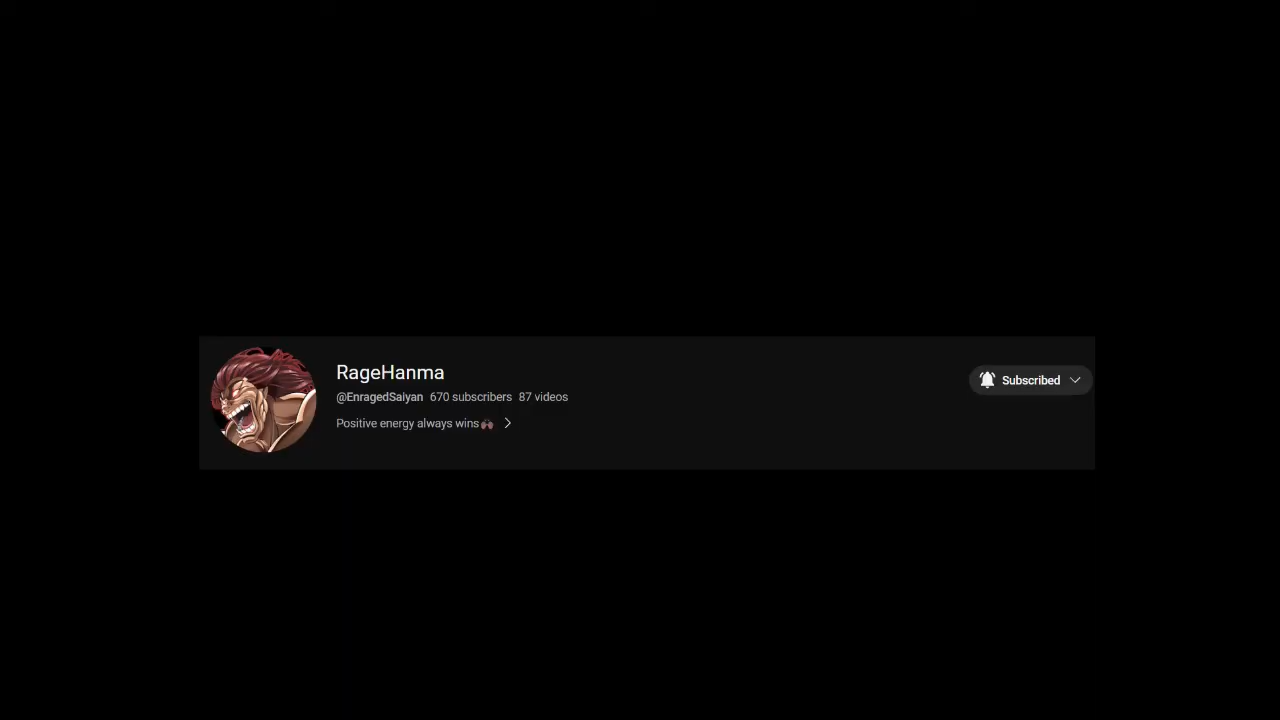 RageHanma
@EnragedSaiyan 670 subscribers 87 videos
Positive energy always wins
Subscribed